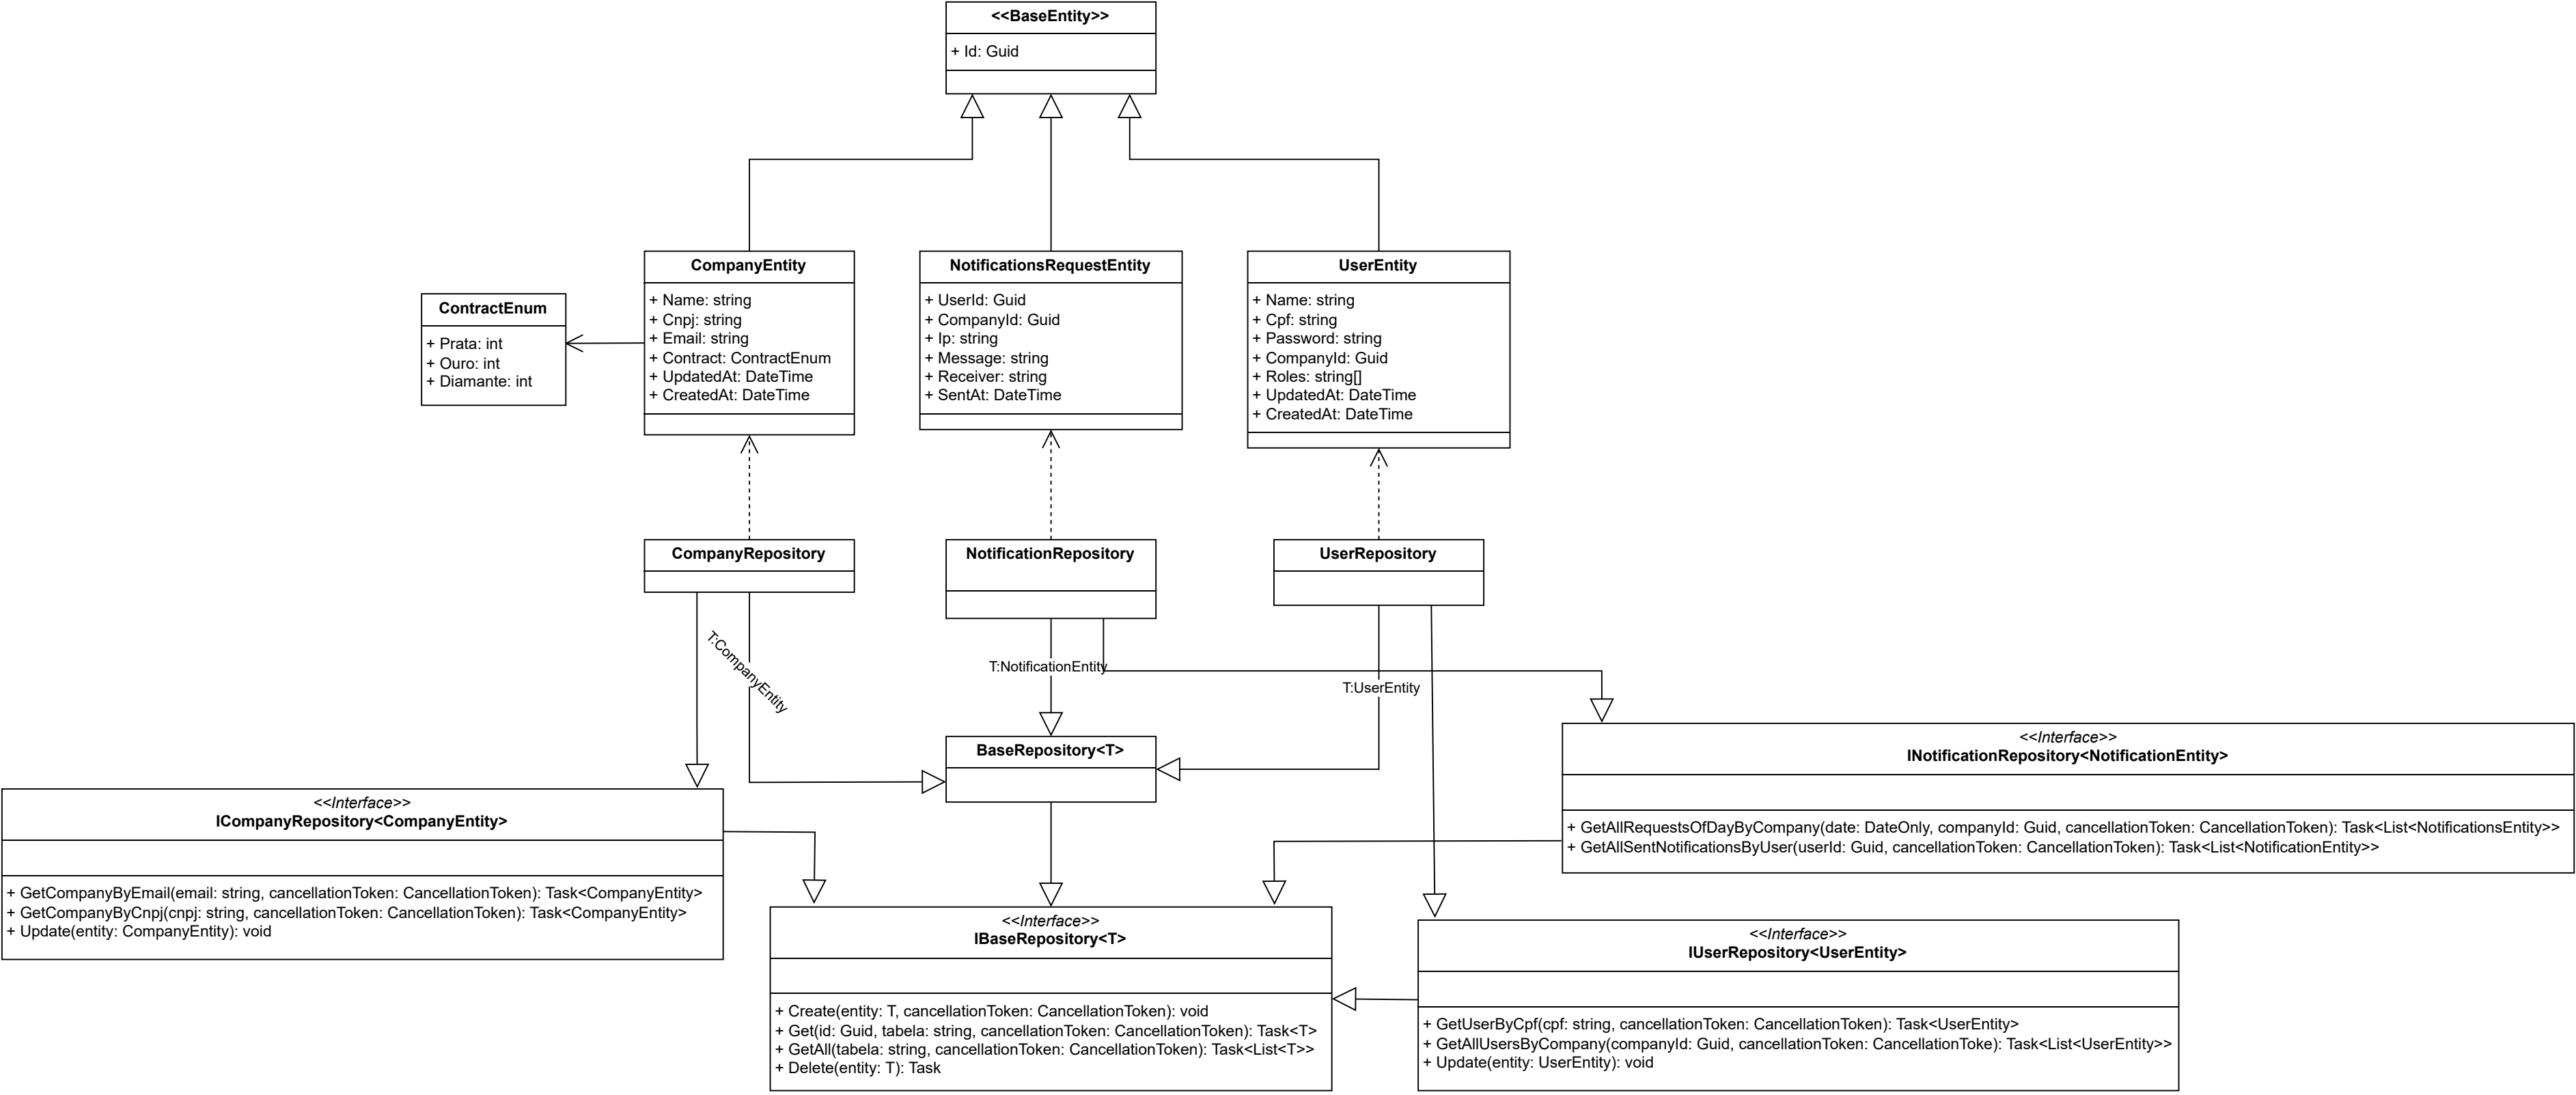 <<BaseEntity>>
+ Id: Guid
CompanyEntity
+ Name: string
+ Cnpj: string
+ Email: string
+ Contract: ContractEnum
+ UpdatedAt: DateTime
+ CreatedAt: DateTime
NotificationsRequestEntity
+ UserId: Guid
+ CompanyId: Guid
+ Ip: string
+ Message: string
+ Receiver: string
+ SentAt: DateTime
UserEntity
+ Name: string
+ Cpf: string
+ Password: string
+ CompanyId: Guid
+ Roles: string[]
+ UpdatedAt: DateTime
+ CreatedAt: DateTime
ContractEnum
+ Prata: int
+ Ouro: int
+ Diamante: int
CompanyRepository
NotificationRepository
UserRepository
T:CompanyEntity
T:NotificationEntity
T:UserEntity
BaseRepository<T>
<<Interface>>
INotificationRepository<NotificationEntity>
+ GetAllRequestsOfDayByCompany(date: DateOnly, companyId: Guid, cancellationToken: CancellationToken): Task<List<NotificationsEntity>>
+ GetAllSentNotificationsByUser(userId: Guid, cancellationToken: CancellationToken): Task<List<NotificationEntity>>
<<Interface>>
ICompanyRepository<CompanyEntity>
+ GetCompanyByEmail(email: string, cancellationToken: CancellationToken): Task<CompanyEntity>
+ GetCompanyByCnpj(cnpj: string, cancellationToken: CancellationToken): Task<CompanyEntity>
+ Update(entity: CompanyEntity): void
<<Interface>>
IBaseRepository<T>
+ Create(entity: T, cancellationToken: CancellationToken): void
+ Get(id: Guid, tabela: string, cancellationToken: CancellationToken): Task<T>
+ GetAll(tabela: string, cancellationToken: CancellationToken): Task<List<T>>
+ Delete(entity: T): Task
<<Interface>>
IUserRepository<UserEntity>
+ GetUserByCpf(cpf: string, cancellationToken: CancellationToken): Task<UserEntity>
+ GetAllUsersByCompany(companyId: Guid, cancellationToken: CancellationToke): Task<List<UserEntity>>
+ Update(entity: UserEntity): void